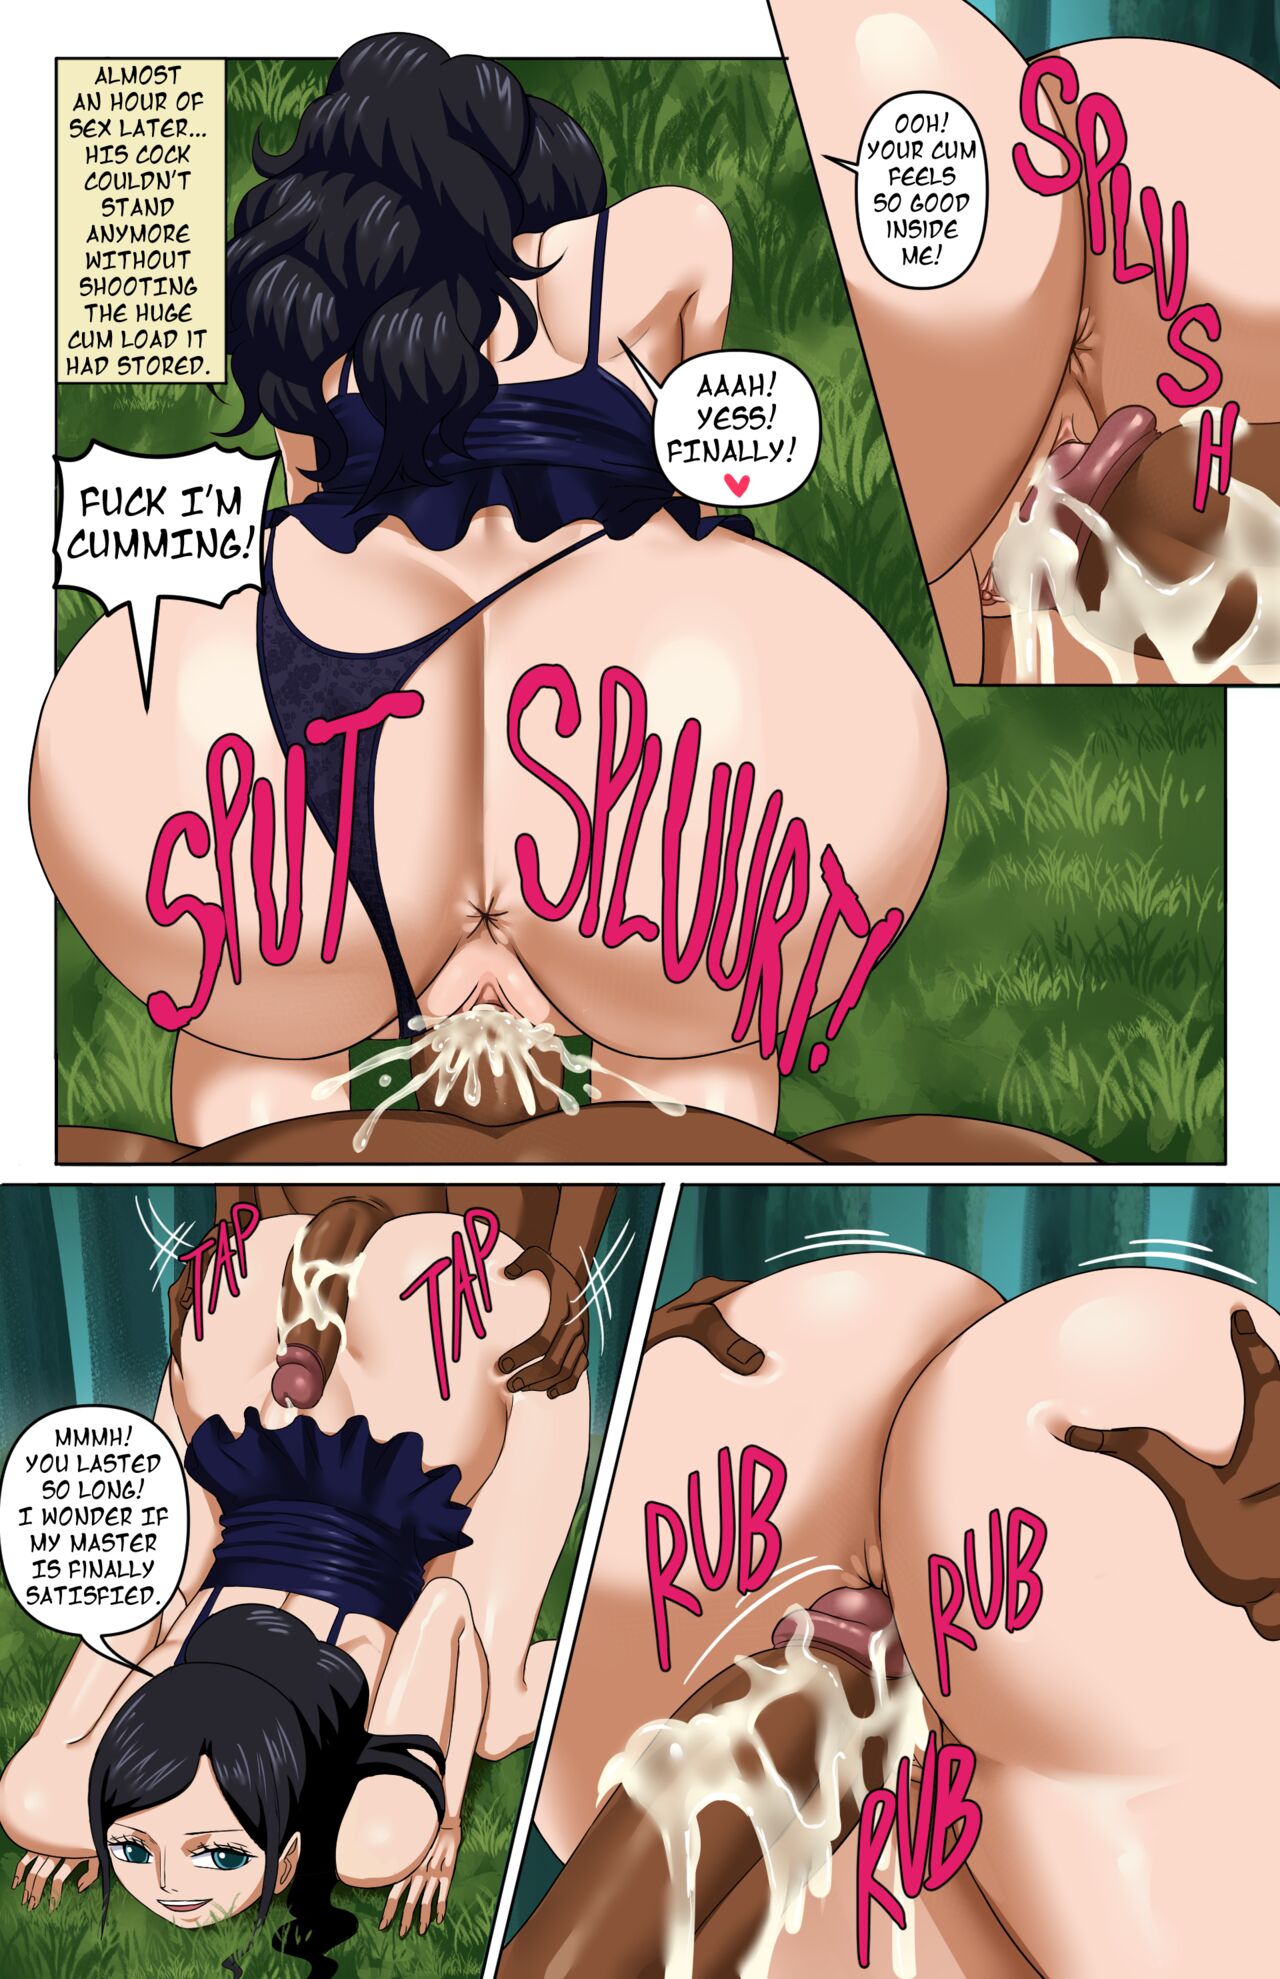 ALMOST
AN HOUR OF
SEX LATER...
HIS COCK
COULDN'T
STAND
ANYMORE
WITHOUT
SHOOTING
THE HUGE
CUM LOAD IT
HAD STORED.
FUCK I'M
CUMMING!
AAAH!
YESS!
FINALLY!
SPUT
SPLUURT!!
OOH!
YOUR CUM
FEELS
SO GOOD
INSIDE
ME!
SPLUSH
TAP
TAP
MMMH!
YOU LASTED
SO LONG!
I WONDER IF
MY MASTER
IS FINALLY
SATISFIED.
RUB
RUB
RUB